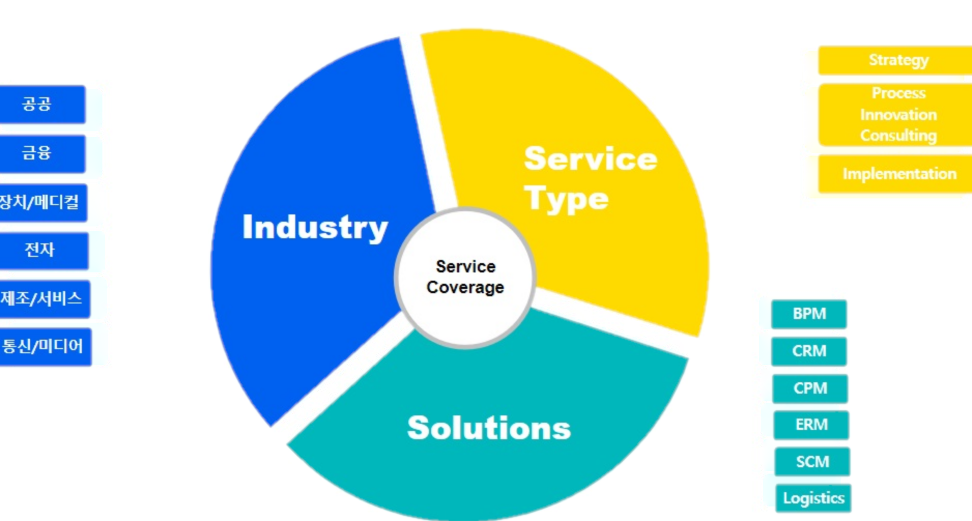 공공
금융
장치/메디컬
전자
제조/서비스
통신/미디어
Industry
Service
Type
Service
Coverage
Solutions
Strategy
Process
Innovation
Consulting
Implementation
BPM
CRM
CPM
ERM
SCM
Logistics